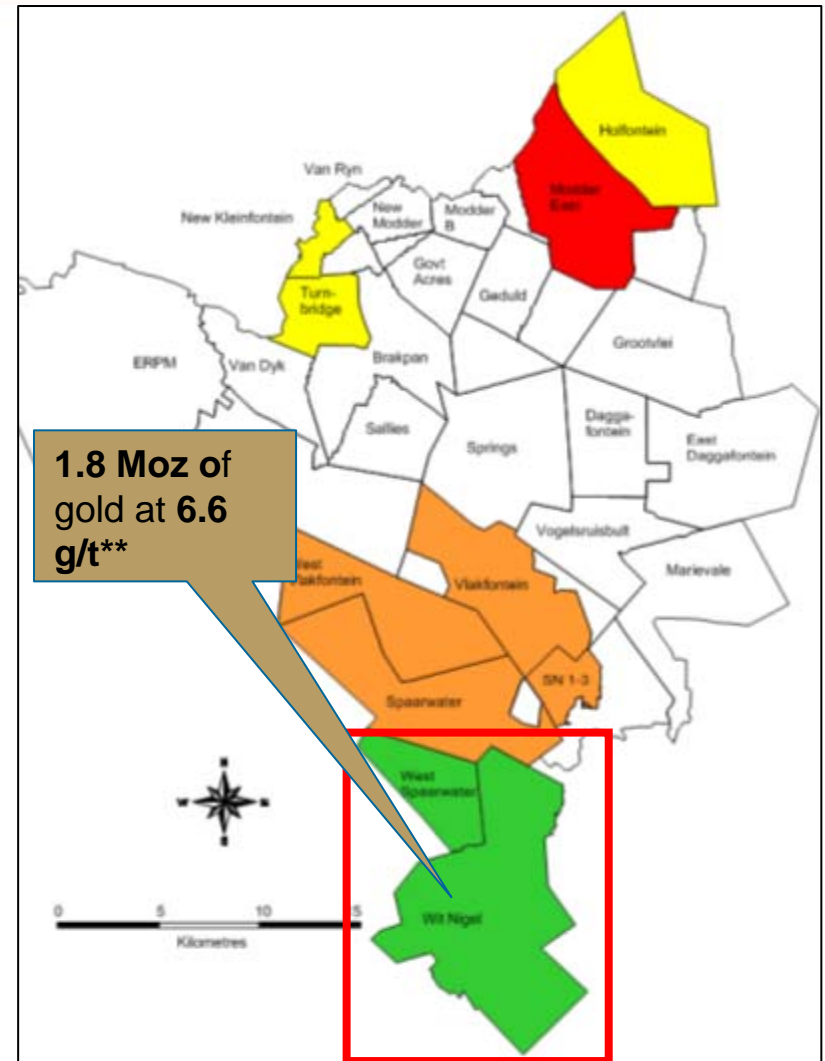 Holfontein
Van Ryn
Modder
East
New Kleinfontein
New
Modder
Modder
B
Govt
Acres
Geduld
Turn-
bridge
Grootvlei
ERPM
Van Dyk
Brakpan
Sallies
Dagga-
fontein
East
Daggafontein
Springs
1.8 Moz of
gold at 6.6
g/t**
Vogelsruisbult
West
Vlakfontein
Vlakfontein
Marievale
SN 1-3
Spaarwater
West
Spaarwater
N
W
E
S
0
5
10
15
Kilometres
Wit Nigel